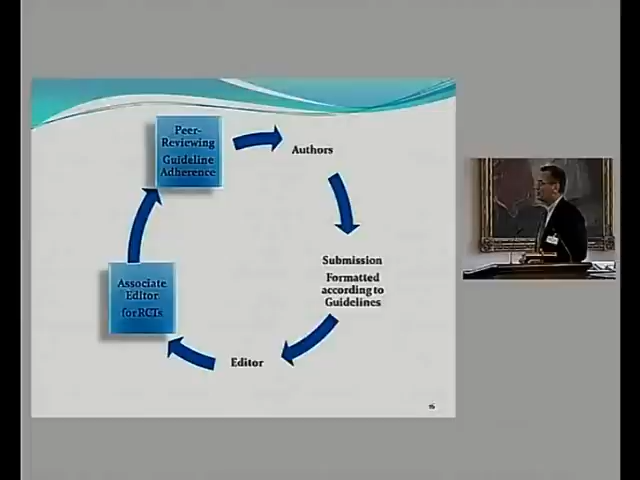 Peer-
Reviewing
Guideline
Adherence
Authors
Submission
Formatted
according to
Guidelines
Editor
Associate
Editor
for RCTs